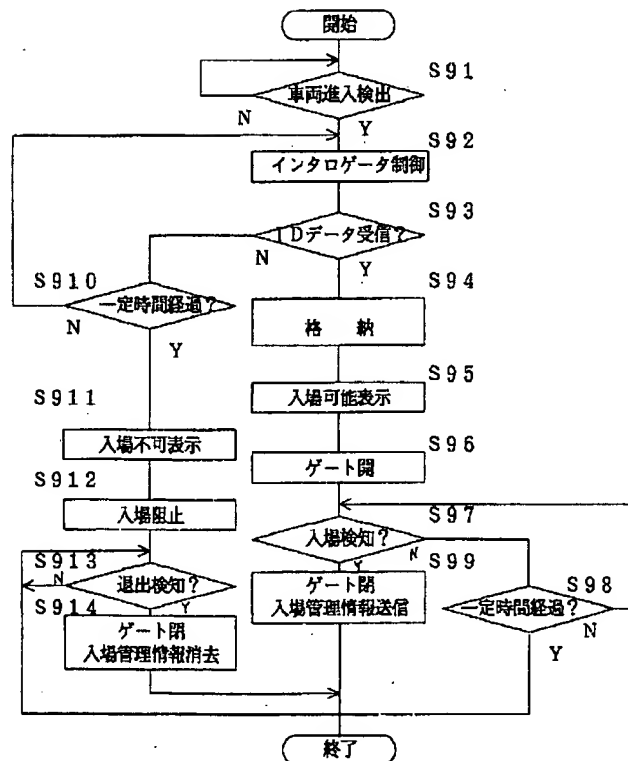 開始
S91
車両進入検出
N
Y
S92
インタロゲータ制御
S93
IDデータ受信?
N
Y
S94
格 納
S910
一定時間経過?
N
Y
S95
入場可能表示
S911
入場不可表示
S96
ゲート開
S912
入場阻止
S97
入場検知?
N
Y
S99
ゲート閉
入場管理情報送信
S98
一定時間経過?
N
Y
S913
退出検知?
N
Y
S914
ゲート閉
入場管理情報消去
終了